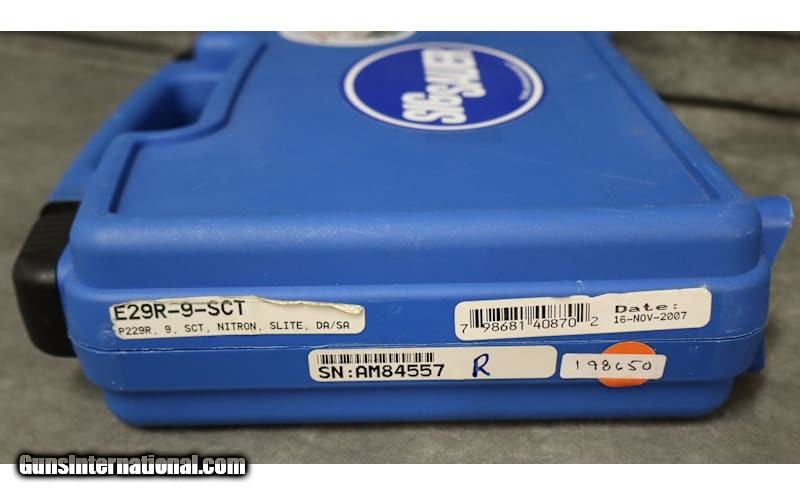 SIG SAUER
E29R-9-SCT
P229R, 9, SCT, NITRON, SLITE, DA/SA
7 98681 40870 2
Date:
16-NOV-2007
SN:AM84557 R
198650
GunsInternational.com